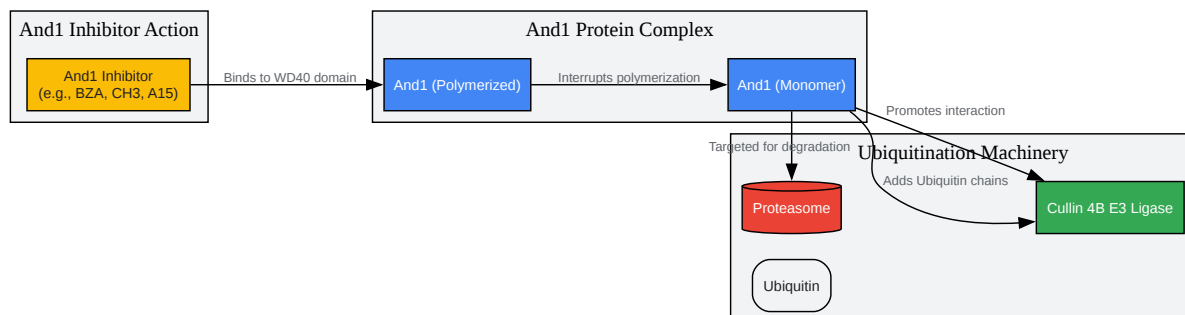 And1 Inhibitor Action
And1 Inhibitor
(e.g., BZA, CH3, A15)
Binds to WD40 domain
And1 Protein Complex
And1 (Polymerized)
Interrupts polymerization
And1 (Monomer)
Promotes interaction
Targeted for degradation
Ubiquitination Machinery
Adds Ubiquitin chains
Proteasome
Cullin 4B E3 Ligase
Ubiquitin